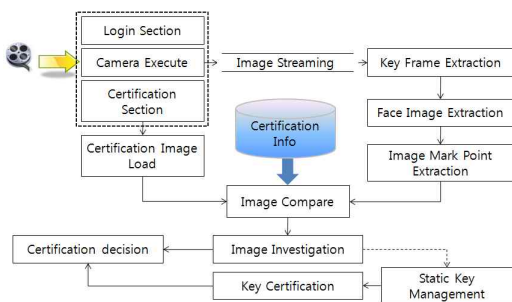 Login Section
Camera Execute
Image Streaming
Key Frame Extraction
Certification
Section
Certification
Info
Face Image Extraction
Certification Image
Load
Image Mark Point
Extraction
Image Compare
Certification decision
Image Investigation
Key Certification
Static Key
Management